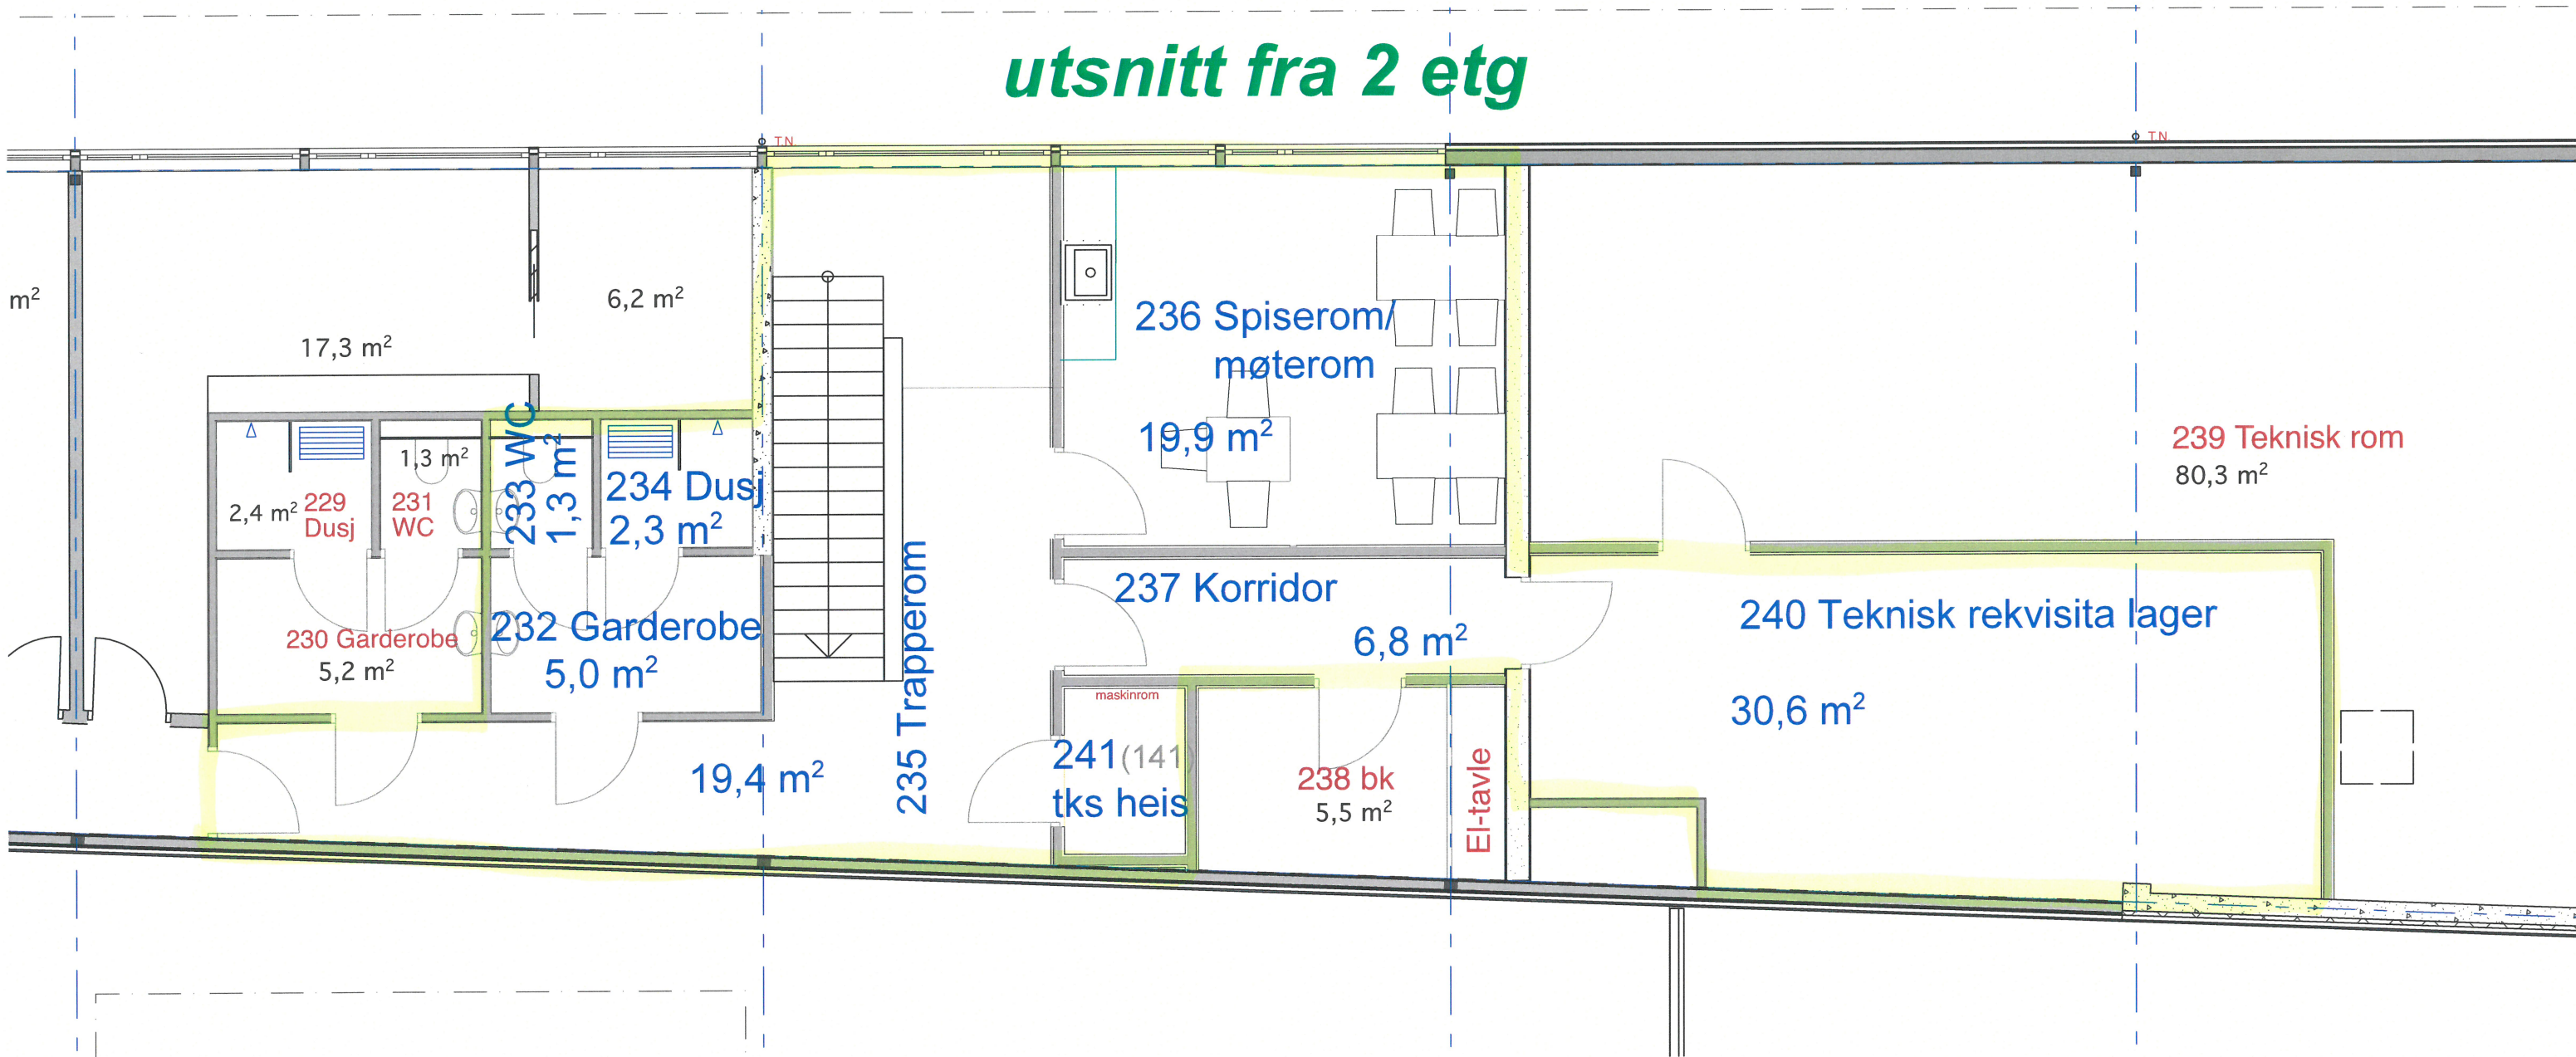 utsnitt fra 2 etg
T.N.
T.N
m²
17,3 m²
6,2 m²
236 Spiserom/
møterom
19,9 m²
239 Teknisk rom
80,3 m²
2,4 m²
229
Dusj
1,3 m²
231
WC
233 WC
1,3 m²
234 Dusj
2,3 m²
230 Garderobe
5,2 m²
232 Garderobe
5,0 m²
235 Trapperom
19,4 m²
237 Korridor
6,8 m²
240 Teknisk rekvisita lager
30,6 m²
maskinrom
241 (141)
tks heis
238 bk
5,5 m²
El-tavle